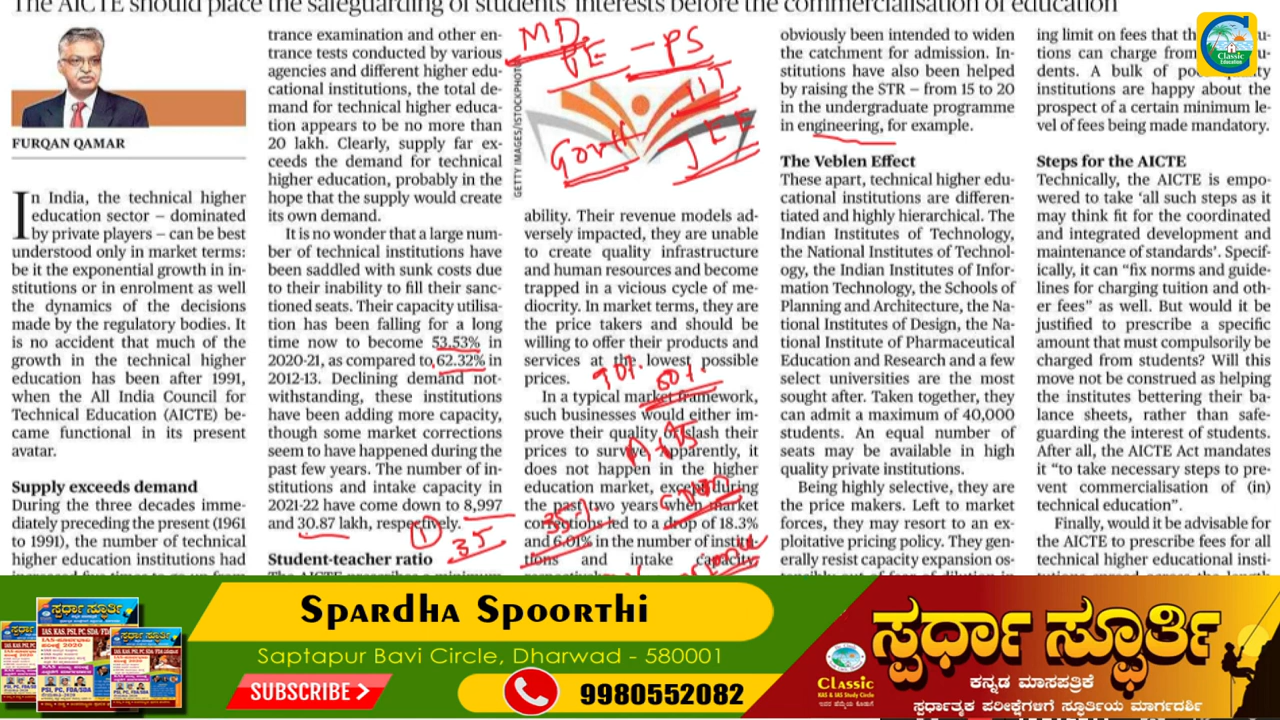 The AICTE should place the safeguarding of students' interests before the commercialisation of education
FURQAN QAMAR
In India, the technical higher
education sector – dominated
by private players – can be best
understood only in market terms:
be it the exponential growth in in-
stitutions or in enrolment as well
the dynamics of the decisions
made by the regulatory bodies. It
is no accident that much of the
growth in the technical higher
education has been after 1991,
when the All India Council for
Technical Education (AICTE) be-
came functional in its present
avatar.
Supply exceeds demand
During the three decades imme-
diately preceding the present (1961
to 1991), the number of technical
higher education institutions had
trance examination and other en-
trance tests conducted by various
agencies and different higher edu-
cational institutions, the total de-
mand for technical higher educa-
tion appears to be no more than
20 lakh. Clearly, supply far ex-
ceeds the demand for technical
higher education, probably in the
hope that the supply would create
its own demand.
It is no wonder that a large num-
ber of technical institutions have
been saddled with sunk costs due
to their inability to fill their sanc-
tioned seats. Their capacity utilisa-
tion has been falling for a long
time now to become 53.53% in
2020-21, as compared to 62.32% in
2012-13. Declining demand not-
withstanding, these institutions
have been adding more capacity,
though some market corrections
seem to have happened during the
past few years. The number of in-
stitutions and intake capacity in
2021-22 have come down to 8,997
and 30.87 lakh, respectively.
1
35
Student-teacher ratio
MD
PE - PS
IIT
Govt
JEE
GETTY IMAGES/ISTOCKPHOTO
ability. Their revenue models ad-
versely impacted, they are unable
to create quality infrastructure
and human resources and become
trapped in a vicious cycle of me-
diocrity. In market terms, they are
the price takers and should be
willing to offer their products and
services at the lowest possible
prices.
90%. 80%.
In a typical market framework,
such businesses would either im-
prove their quality or slash their
prices to survive. Apparently, it
does not happen in the higher
education market, except during
the past two years when market
corrections led to a drop of 18.3%
and 6.01% in the number of institu-
tions and intake capacity,
35%.
obviously been intended to widen
the catchment for admission. In-
stitutions have also been helped
by raising the STR – from 15 to 20
in the undergraduate programme
in engineering, for example.
The Veblen Effect
These apart, technical higher edu-
cational institutions are differen-
tiated and highly hierarchical. The
Indian Institutes of Technology,
the National Institutes of Technol-
ogy, the Indian Institutes of Infor-
mation Technology, the Schools of
Planning and Architecture, the Na-
tional Institutes of Design, the Na-
tional Institute of Pharmaceutical
Education and Research and a few
select universities are the most
sought after. Taken together, they
can admit a maximum of 40,000
students. An equal number of
seats may be available in high
quality private institutions.
Being highly selective, they are
the price makers. Left to market
forces, they may resort to an ex-
ploitative pricing policy. They gen-
erally resist capacity expansion os-
ing limit on fees that th
tions can charge from
dents. A bulk of poor
institutions are happy about the
prospect of a certain minimum le-
vel of fees being made mandatory.
Steps for the AICTE
Technically, the AICTE is empo-
wered to take 'all such steps as it
may think fit for the coordinated
and integrated development and
maintenance of standards'. Specif-
ically, it can "fix norms and guide-
lines for charging tuition and oth-
er fees" as well. But would it be
justified to prescribe a specific
amount that must compulsorily be
charged from students? Will this
move not be construed as helping
the institutes bettering their ba-
lance sheets, rather than safe-
guarding the interest of students.
After all, the AICTE Act mandates
it "to take necessary steps to pre-
vent commercialisation of (in)
technical education".
Finally, would it be advisable for
the AICTE to prescribe fees for all
technical higher educational insti-
Classic
Education
ಸ್ಪರ್ಧಾ ಸ್ಪೂರ್ತಿ
Spardha Spoorthi
Saptapur Bavi Circle, Dharwad - 580001
SUBSCRIBE
9980552082
Classic
KAS & IAS Study Circle
ಸ್ಪರ್ಧಾ ಸ್ಪೂರ್ತಿ
ಕನ್ನಡ ಮಾಸಪತ್ರಿಕೆ
ಸ್ಪರ್ಧಾತ್ಮಕ ಪರೀಕ್ಷೆಗಳಿಗೆ ಸ್ಫೂರ್ತಿಯ ಮಾರ್ಗದರ್ಶಿ